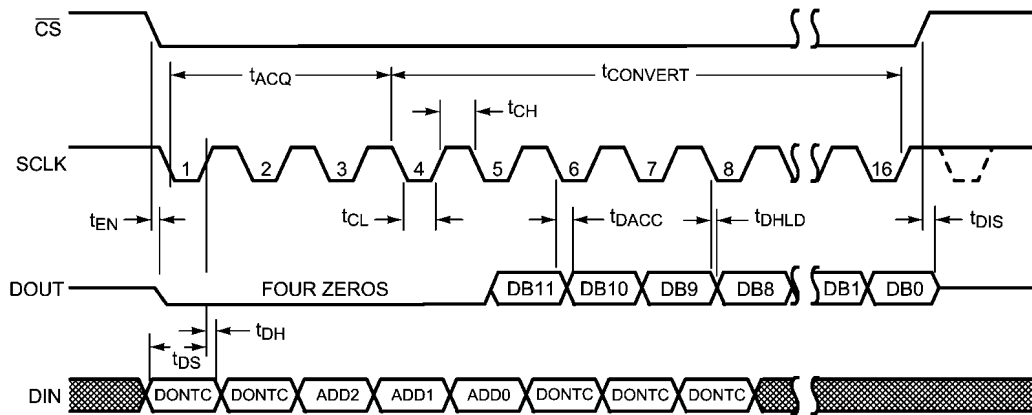 CS
tACQ
tCONVERT
tCH
SCLK
1 2 3 4 5 6 7 8 16
tEN
tCL
tDACC
tDHLD
tDIS
DOUT
FOUR ZEROS
DB11 DB10 DB9 DB8 DB1 DB0
tDH
tDS
DIN
DONTC DONTC ADD2 ADD1 ADD0 DONTC DONTC DONTC